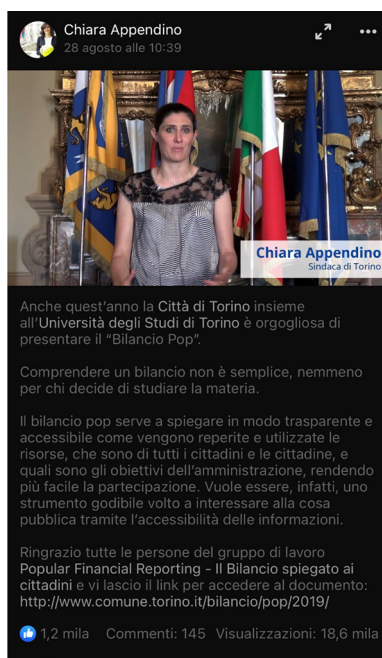 Chiara Appendino
28 agosto alle 10:39
Chiara Appendino
Sindaca di Torino
Anche quest'anno la Città di Torino insieme
all'Università degli Studi di Torino è orgogliosa di
presentare il “Bilancio Pop”.
Comprendere un bilancio non è semplice, nemmeno
per chi decide di studiare la materia.
Il bilancio pop serve a spiegare in modo trasparente e
accessibile come vengono reperite e utilizzate le
risorse, che sono di tutti i cittadini e le cittadine, e
quali sono gli obiettivi dell'amministrazione, rendendo
più facile la partecipazione. Vuole essere, infatti, uno
strumento godibile volto a interessare alla cosa
pubblica tramite l'accessibilità delle informazioni.
Ringrazio tutte le persone del gruppo di lavoro
Popular Financial Reporting - Il Bilancio spiegato ai
cittadini e vi lascio il link per accedere al documento:
http://www.comune.torino.it/bilancio/pop/2019/
1,2 mila Commenti: 145 Visualizzazioni: 18,6 mila